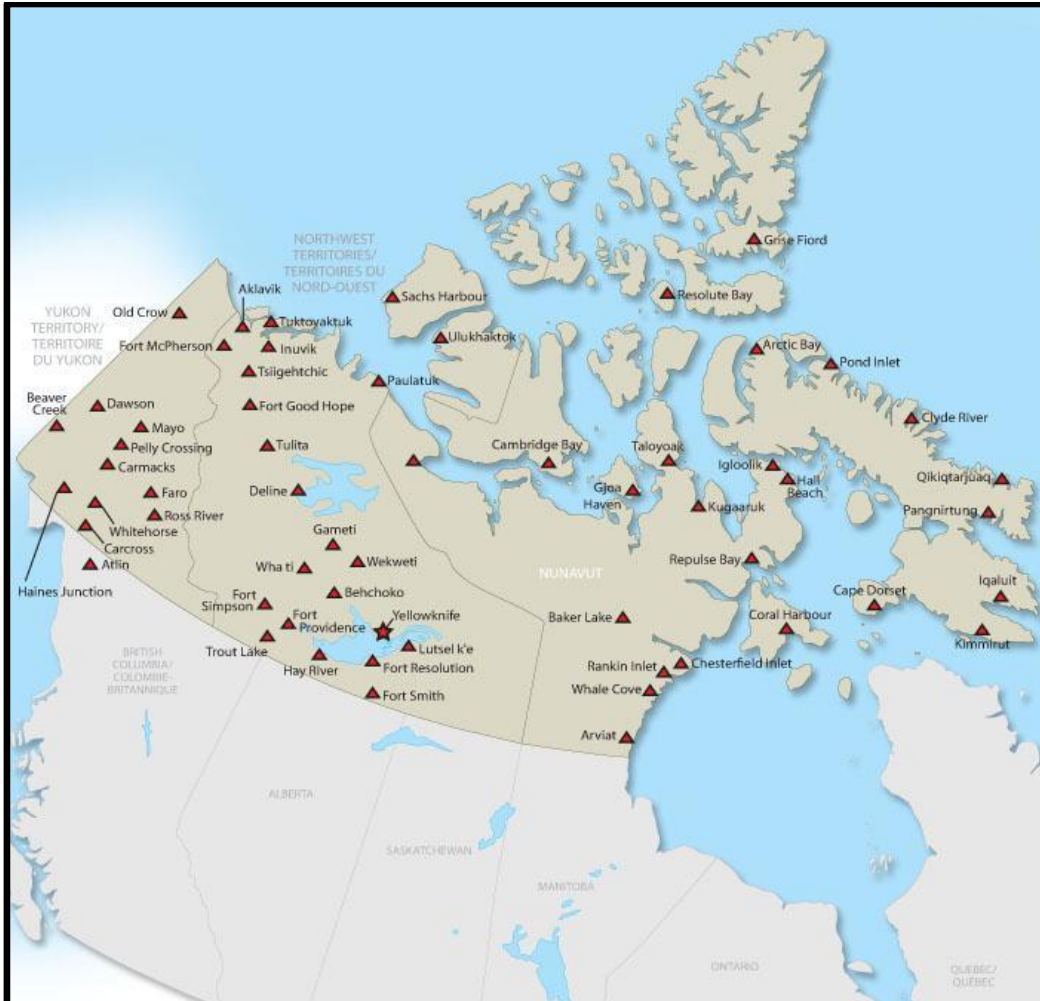 NORTHWEST
TERRITORIES/
TERRITOIRES DU
NORD-OUEST
YUKON
TERRITORY/
TERRITOIRE
DU YUKON
Grise Fiord
Resolute Bay
Sachs Harbour
Aklavik
Old Crow
Tuktoyaktuk
Ulukhaktok
Fort McPherson
Inuvik
Arctic Bay
Pond Inlet
Tsiigehtchic
Paulatuk
Beaver
Creek
Dawson
Fort Good Hope
Clyde River
Mayo
Pelly Crossing
Tulita
Cambridge Bay
Taloyoak
Carmacks
Igloolik
Hall
Beach
Qikiqtarjuaq
Faro
Deline
Gjoa
Haven
Kugaaruk
Pangnirtung
Ross River
Whitehorse
Carcross
Gameti
Atlin
Wha ti
Wekweti
NUNAVUT
Repulse Bay
Haines Junction
Behchoko
Cape Dorset
Iqaluit
Fort
Simpson
Fort
Providence
Yellowknife
Baker Lake
Coral Harbour
Kimmirut
Trout Lake
Lutsel k'e
Hay River
Fort Resolution
Rankin Inlet
Chesterfield Inlet
Fort Smith
Whale Cove
Arviat
BRITISH
COLUMBIA/
COLOMBIE-
BRITANNIQUE
ALBERTA
SASKATCHEWAN
MANITOBA
ONTARIO
QUEBEC/
QUÉBEC